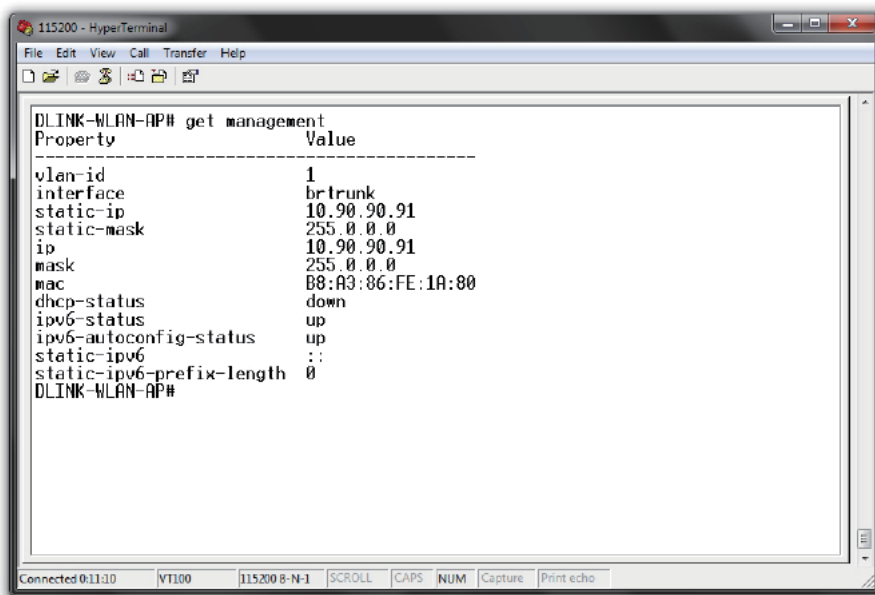 115200 - HyperTerminal
File Edit View Call Transfer Help
DLINK-WLAN-AP# get management
Property Value
--------------------------------------------
vlan-id 1
interface brtrunk
static-ip 10.90.90.91
static-mask 255.0.0.0
ip 10.90.90.91
mask 255.0.0.0
mac B8:A3:86:FE:1A:80
dhcp-status down
ipv6-status up
ipv6-autoconfig-status up
static-ipv6 ::
static-ipv6-prefix-length 0
DLINK-WLAN-AP#
Connected 0:11:10 VT100 115200 8-N-1 SCROLL CAPS NUM Capture Print echo